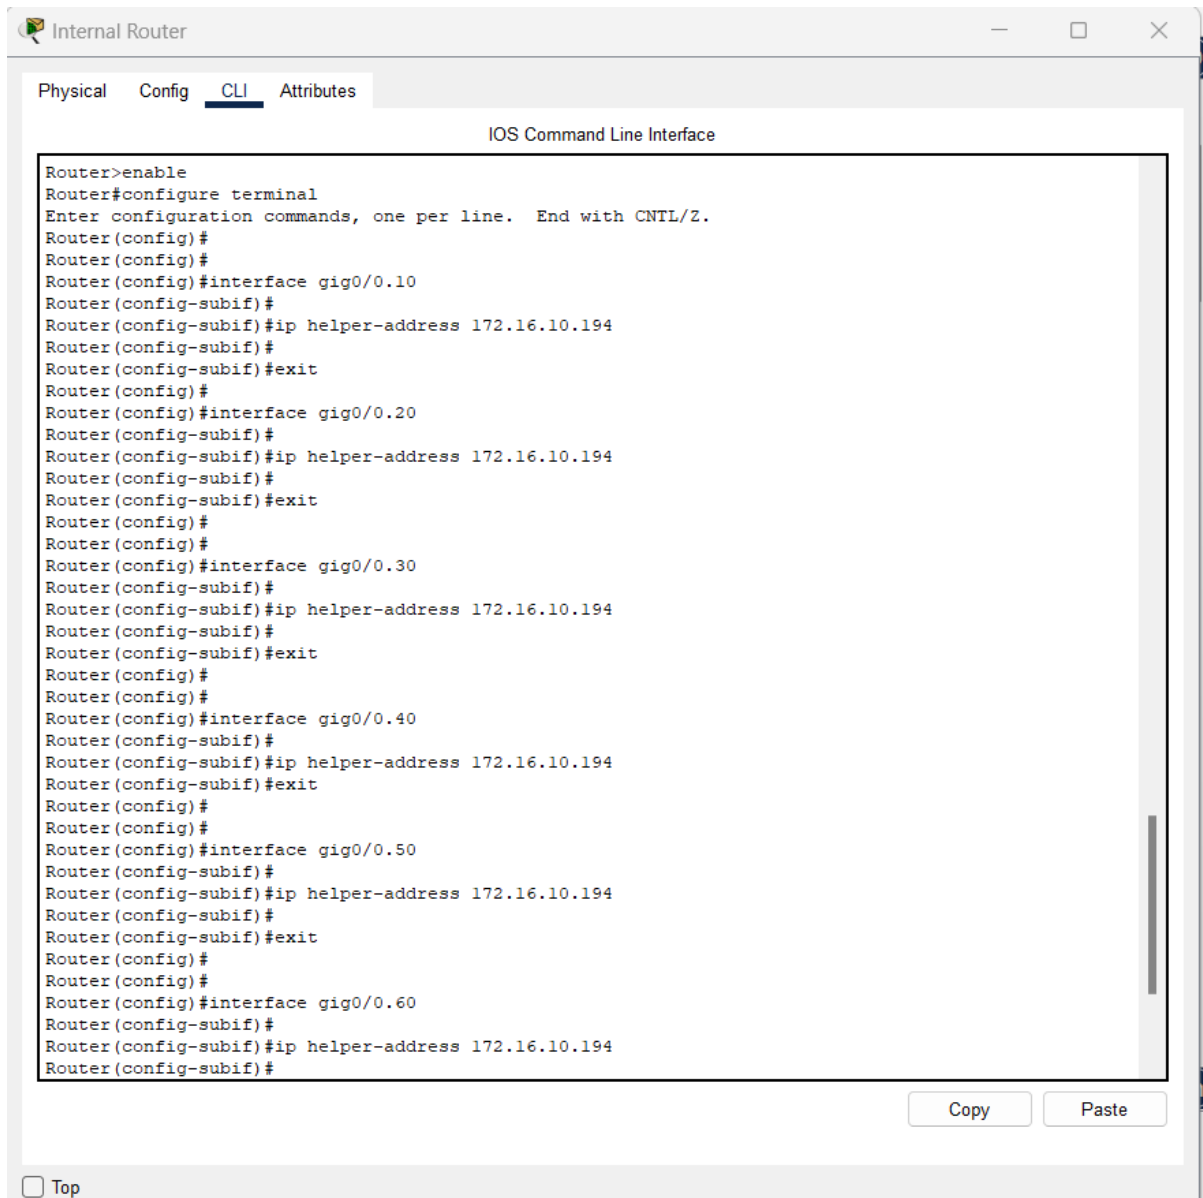 Internal Router
Physical Config CLI Attributes
IOS Command Line Interface
Router>enable
Router#configure terminal
Enter configuration commands, one per line.  End with CNTL/Z.
Router(config)#
Router(config)#
Router(config)#interface gig0/0.10
Router(config-subif)#
Router(config-subif)#ip helper-address 172.16.10.194
Router(config-subif)#
Router(config-subif)#exit
Router(config)#
Router(config)#interface gig0/0.20
Router(config-subif)#
Router(config-subif)#ip helper-address 172.16.10.194
Router(config-subif)#
Router(config-subif)#exit
Router(config)#
Router(config)#
Router(config)#interface gig0/0.30
Router(config-subif)#
Router(config-subif)#ip helper-address 172.16.10.194
Router(config-subif)#
Router(config-subif)#exit
Router(config)#
Router(config)#
Router(config)#interface gig0/0.40
Router(config-subif)#
Router(config-subif)#ip helper-address 172.16.10.194
Router(config-subif)#exit
Router(config)#
Router(config)#
Router(config)#interface gig0/0.50
Router(config-subif)#
Router(config-subif)#ip helper-address 172.16.10.194
Router(config-subif)#
Router(config-subif)#exit
Router(config)#
Router(config)#
Router(config)#interface gig0/0.60
Router(config-subif)#
Router(config-subif)#ip helper-address 172.16.10.194
Router(config-subif)#
Copy Paste
Top